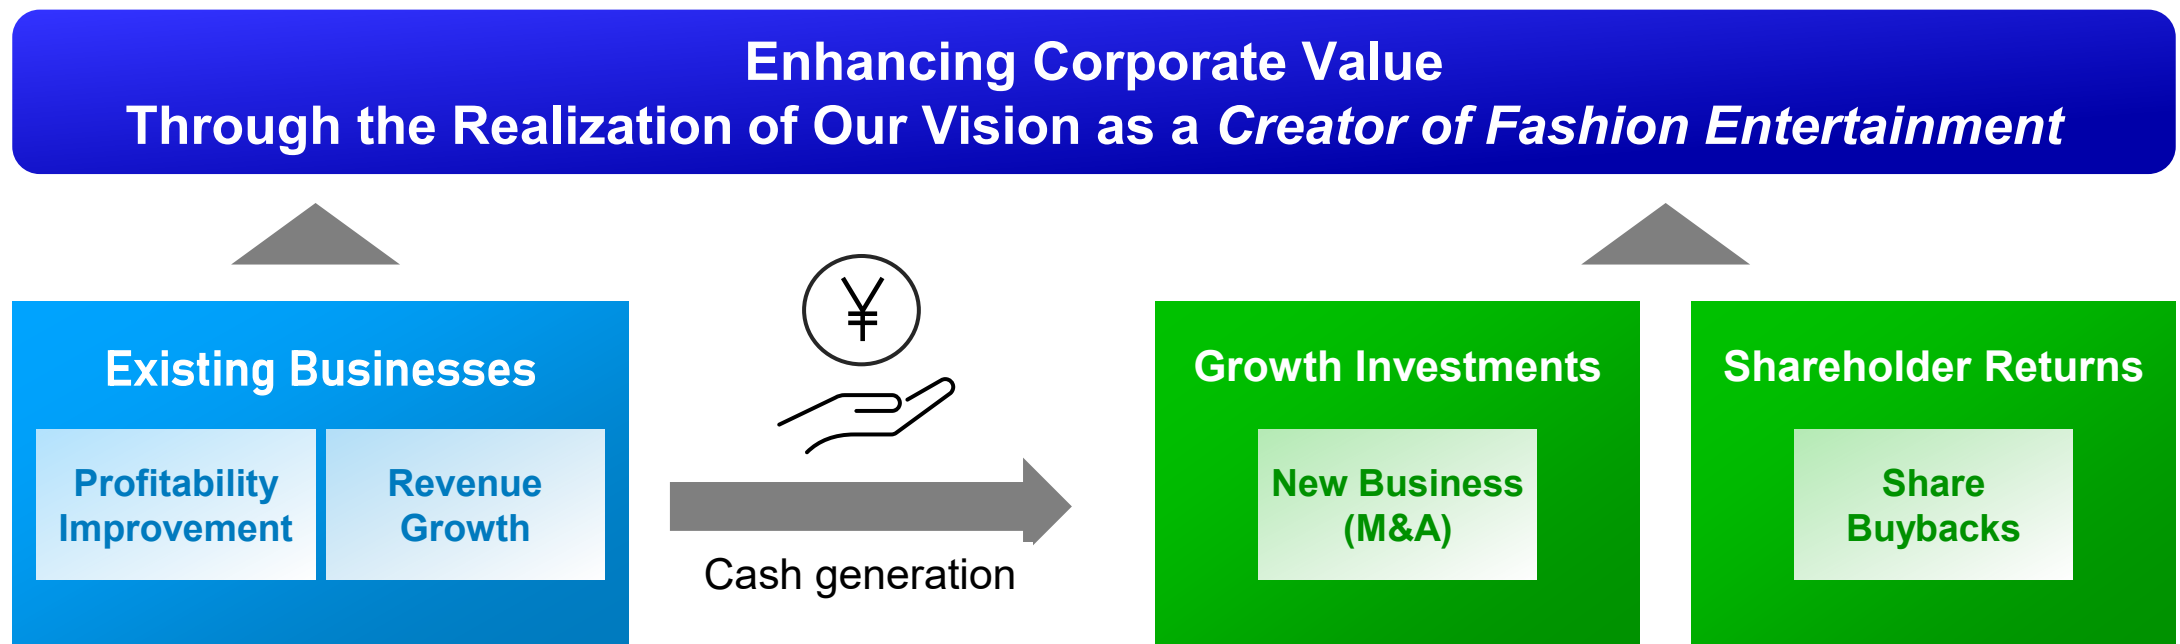 Enhancing Corporate Value
Through the Realization of Our Vision as a Creator of Fashion Entertainment
¥
Existing Businesses
Profitability
Improvement
Revenue
Growth
Cash generation
Growth Investments
New Business
(M&A)
Shareholder Returns
Share
Buybacks